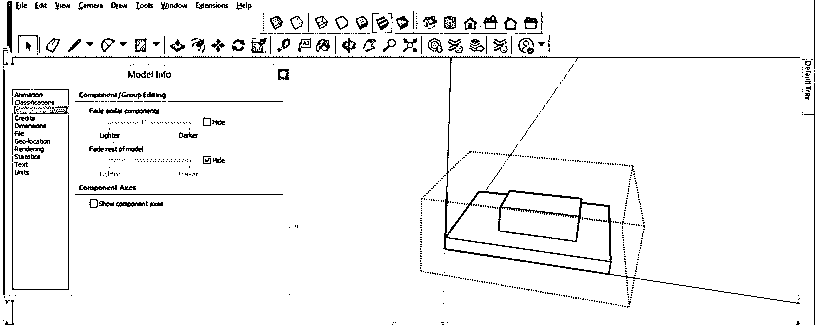 File Edit View Camera Draw Tools Window Extensions Help
Model Info
Default Tray
Animation
Classifications
Credits
Dimensions
File
Geo-location
Rendering
Statistics
Text
Units
Component/Group Editing
Fade similar components
Hide
Lighter Darker
Fade rest of model
Hide
Lighter Darker
Component Axes
Show component axes